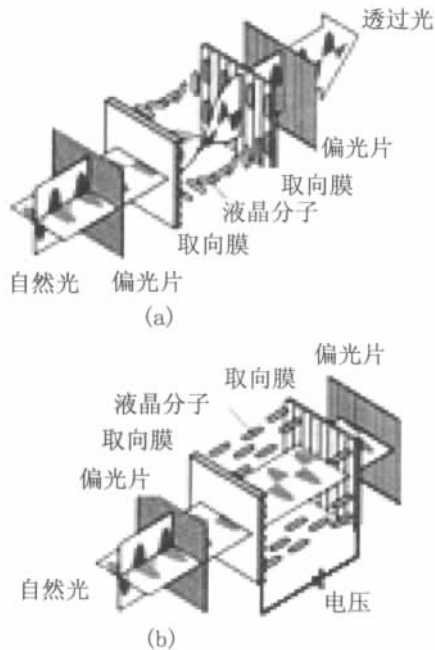 透过光
偏光片
取向膜
液晶分子
取向膜
自然光
偏光片
(a)
偏光片
取向膜
液晶分子
取向膜
偏光片
自然光
电压
(b)